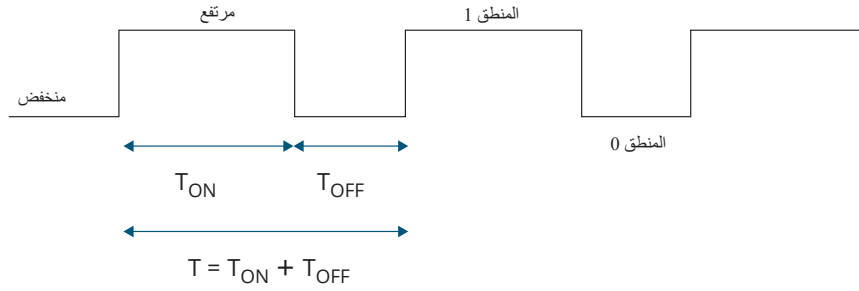 مرتفع
المنطق 1
منخفض
المنطق 0
TON
TOFF
T = TON + TOFF